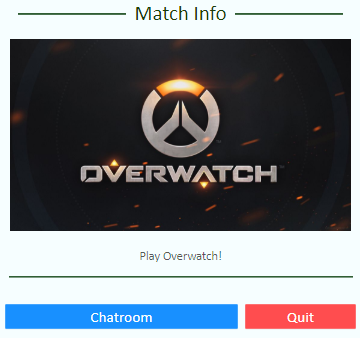 Match Info
OVERWATCH
Play Overwatch!
Chatroom
Quit